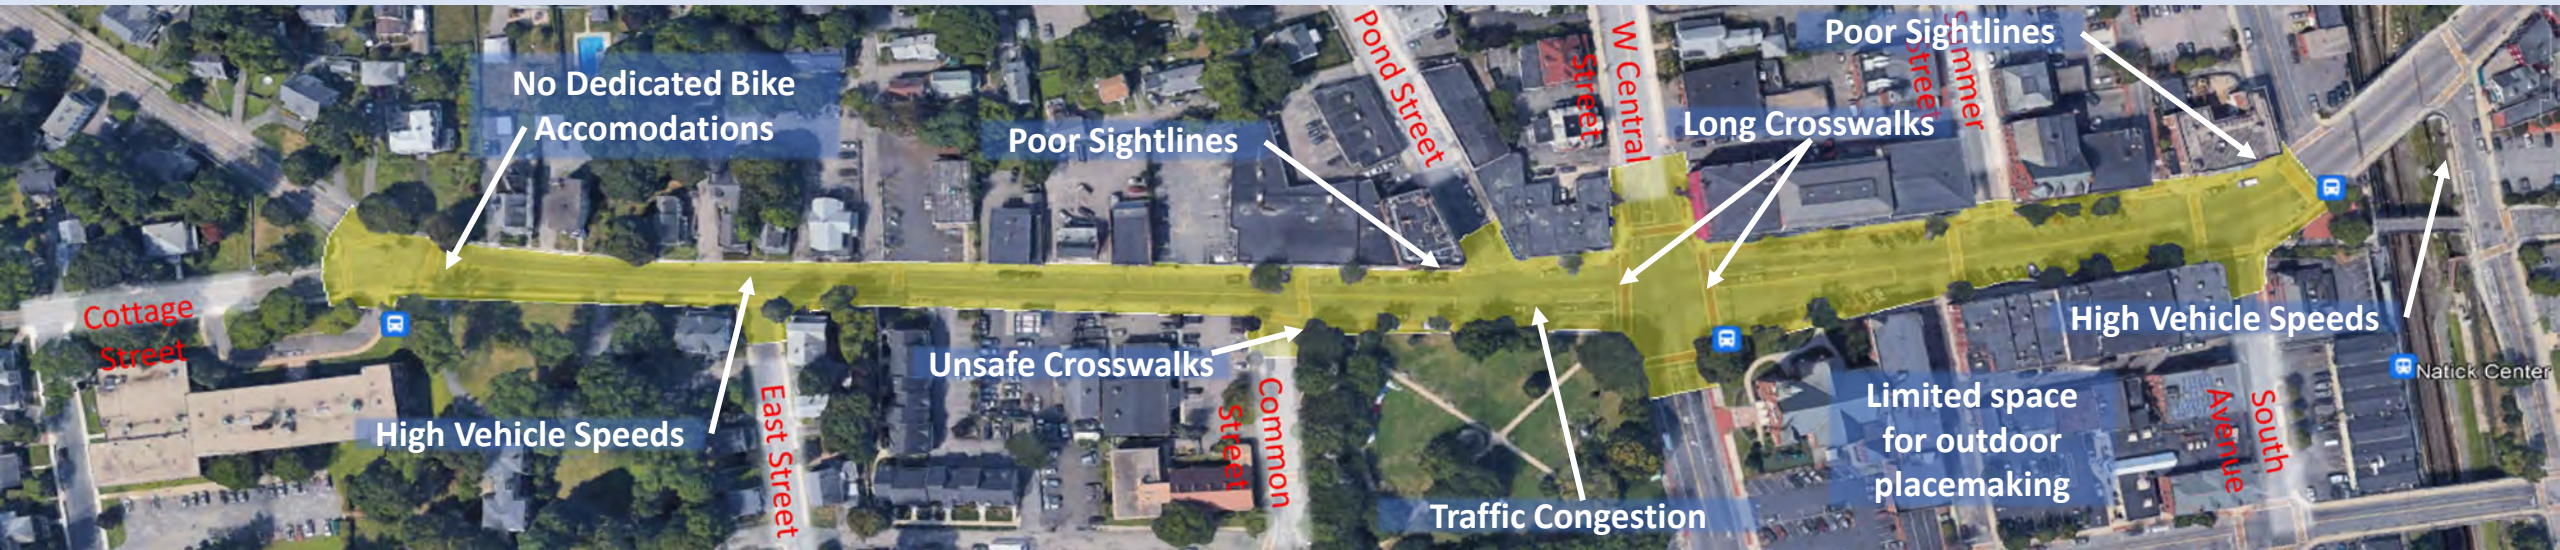 No Dedicated Bike
Accomodations
Poor Sightlines
Pond Street
W Central
Street
Long Crosswalks
Poor Sightlines
Summer
Street
Cottage
Street
High Vehicle Speeds
East Street
Unsafe Crosswalks
Common
Street
Traffic Congestion
Limited space
for outdoor
placemaking
High Vehicle Speeds
South
Avenue
Natick Center